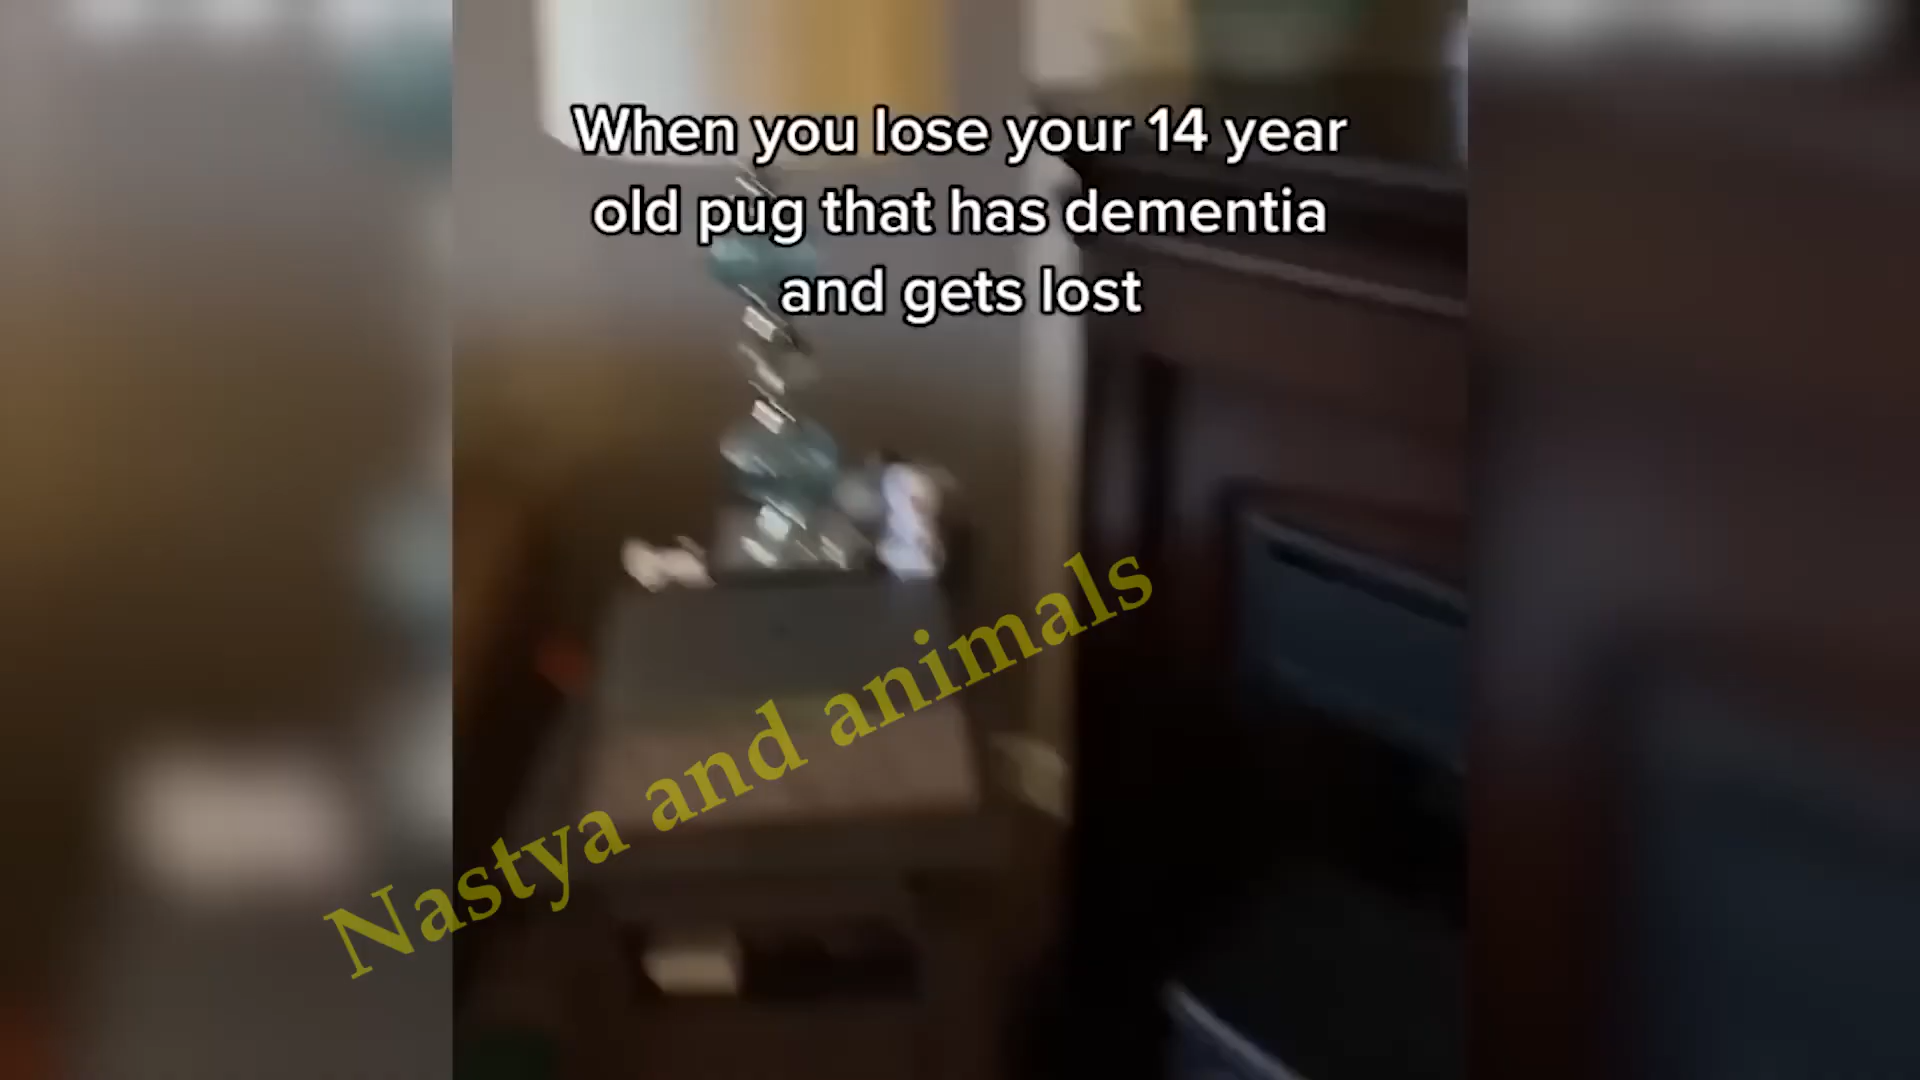 When you lose your 14 year
old pug that has dementia
and gets lost
Nastya and animals